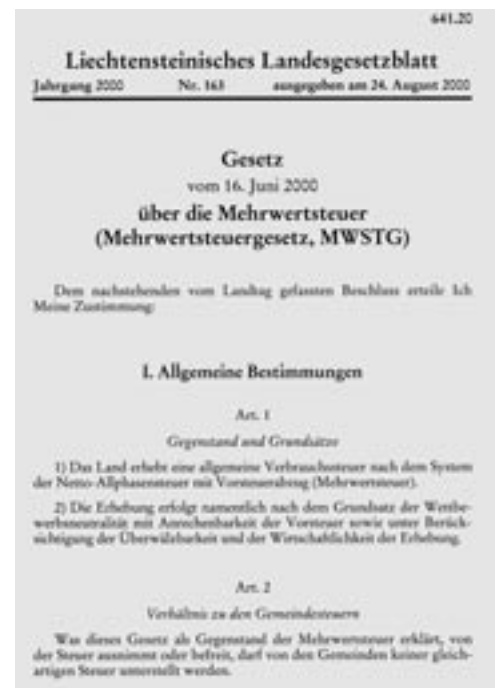 641.20
Liechtensteinisches Landesgesetzblatt
Jahrgang 2000 Nr. 163 ausgegeben am 24. August 2000
Gesetz
vom 16. Juni 2000
über die Mehrwertsteuer
(Mehrwertsteuergesetz, MWSTG)
Dem nachstehenden vom Landtag gefassten Beschluss erteile Ich
Meine Zustimmung:
I. Allgemeine Bestimmungen
Art. 1
Gegenstand und Grundsätze
1) Das Land erhebt eine allgemeine Verbrauchssteuer nach dem System
der Netto-Allphasensteuer mit Vorsteuerabzug (Mehrwertsteuer).
2) Die Erhebung erfolgt namentlich nach dem Grundsatz der Wettbe-
werbsneutralität mit Anrechenbarkeit der Vorsteuer sowie unter Berück-
sichtigung der Überwälzbarkeit und der Wirtschaftlichkeit der Erhebung.
Art. 2
Verhältnis zu den Gemeindesteuern
Was dieses Gesetz als Gegenstand der Mehrwertsteuer erklärt, von
der Steuer ausnimmt oder befreit, darf von den Gemeinden keiner gleich-
artigen Steuer unterstellt werden.